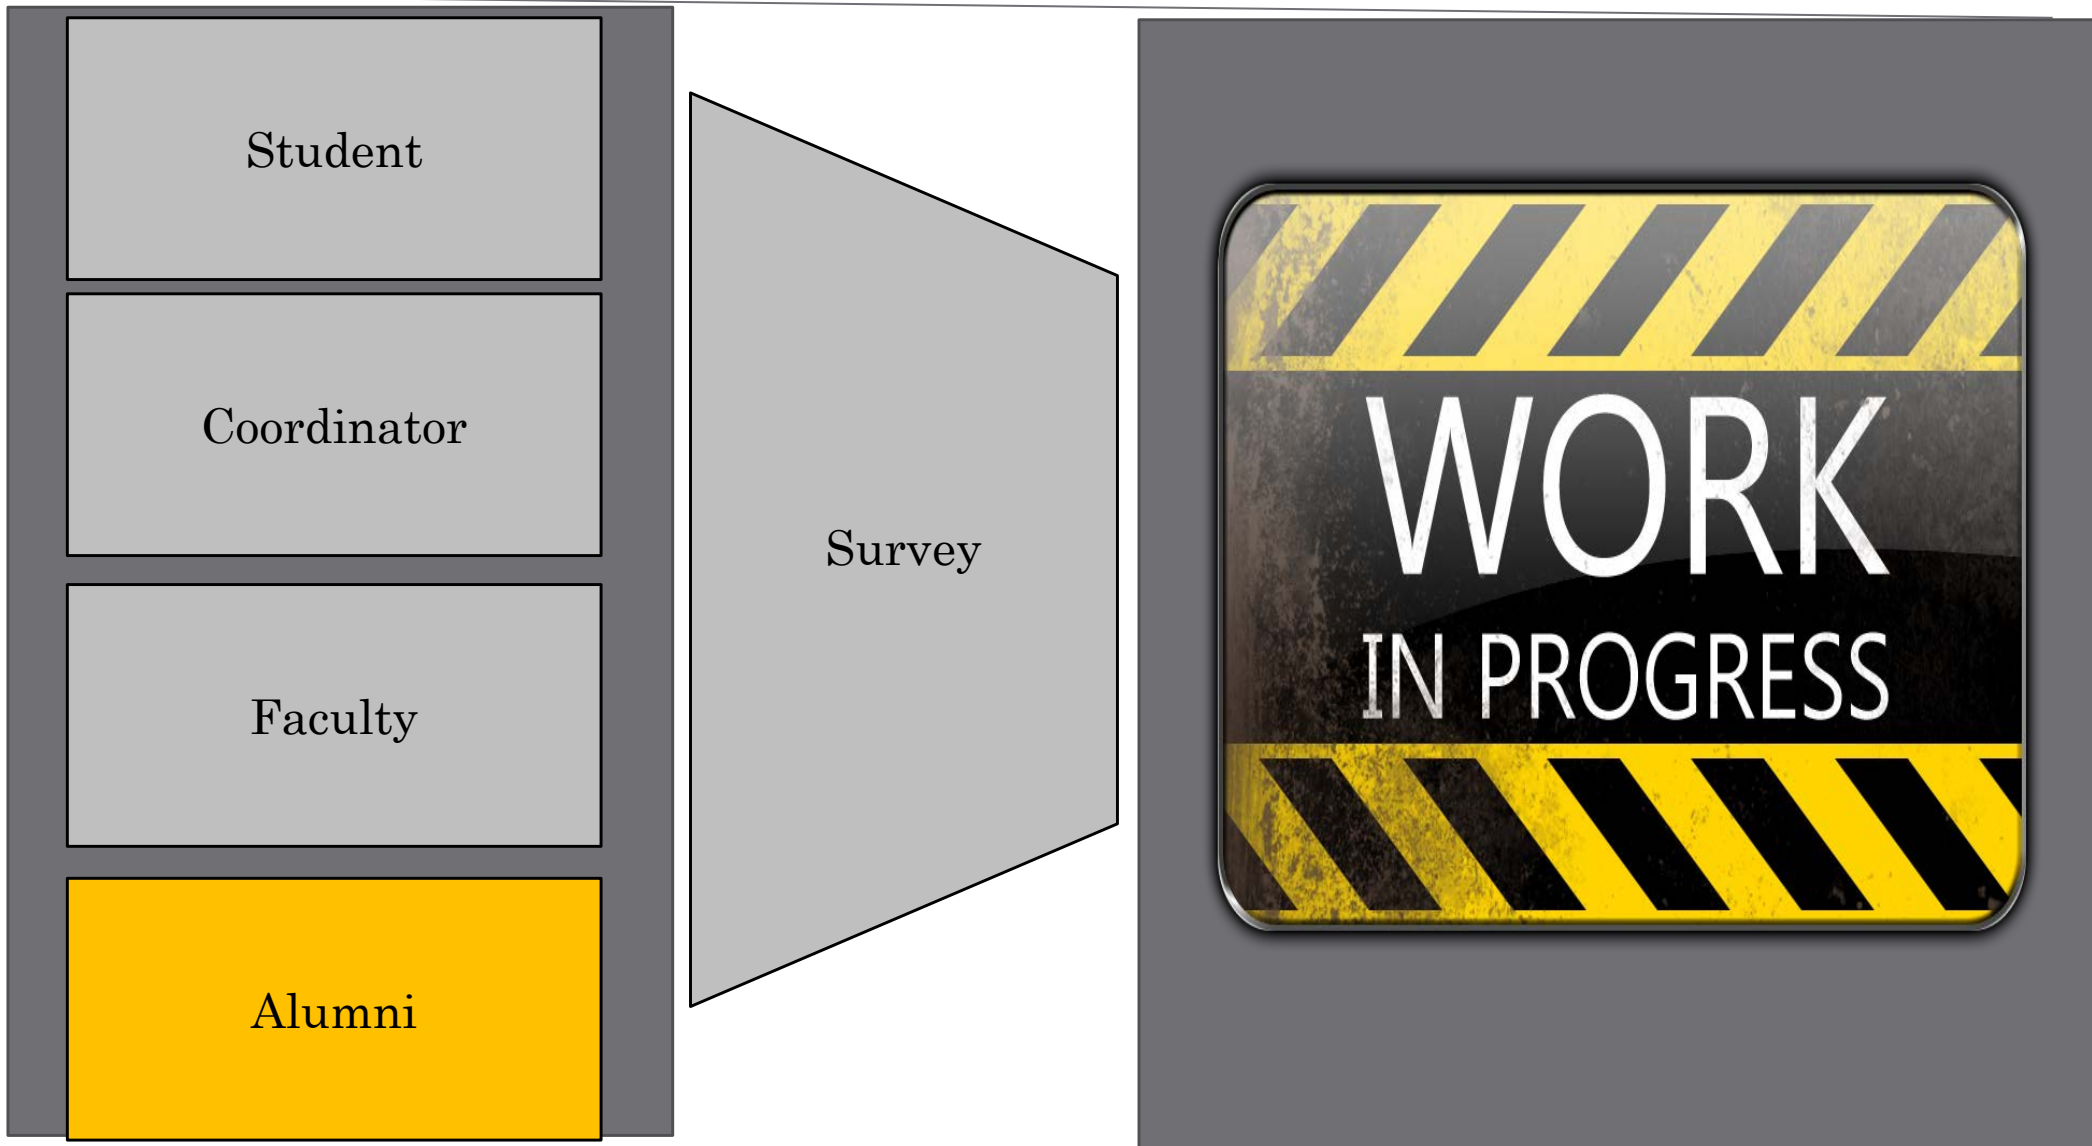 Student
Coordinator
Faculty
Alumni
Survey
WORK
IN PROGRESS